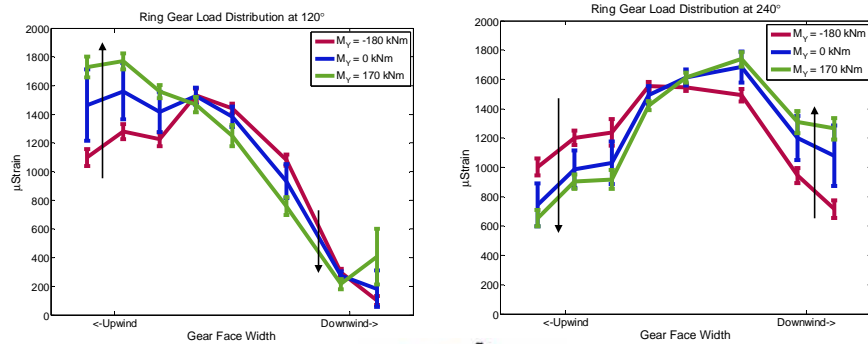 Ring Gear Load Distribution at 120°
2000
1800
1600
1400
1200
1000
800
600
400
200
0
µStrain
M_Y = -180 kNm
M_Y = 0 kNm
M_Y = 170 kNm
<-Upwind
Downwind->
Gear Face Width
Ring Gear Load Distribution at 240°
2000
1800
1600
1400
1200
1000
800
600
400
200
0
µStrain
M_Y = -180 kNm
M_Y = 0 kNm
M_Y = 170 kNm
<-Upwind
Downwind->
Gear Face Width